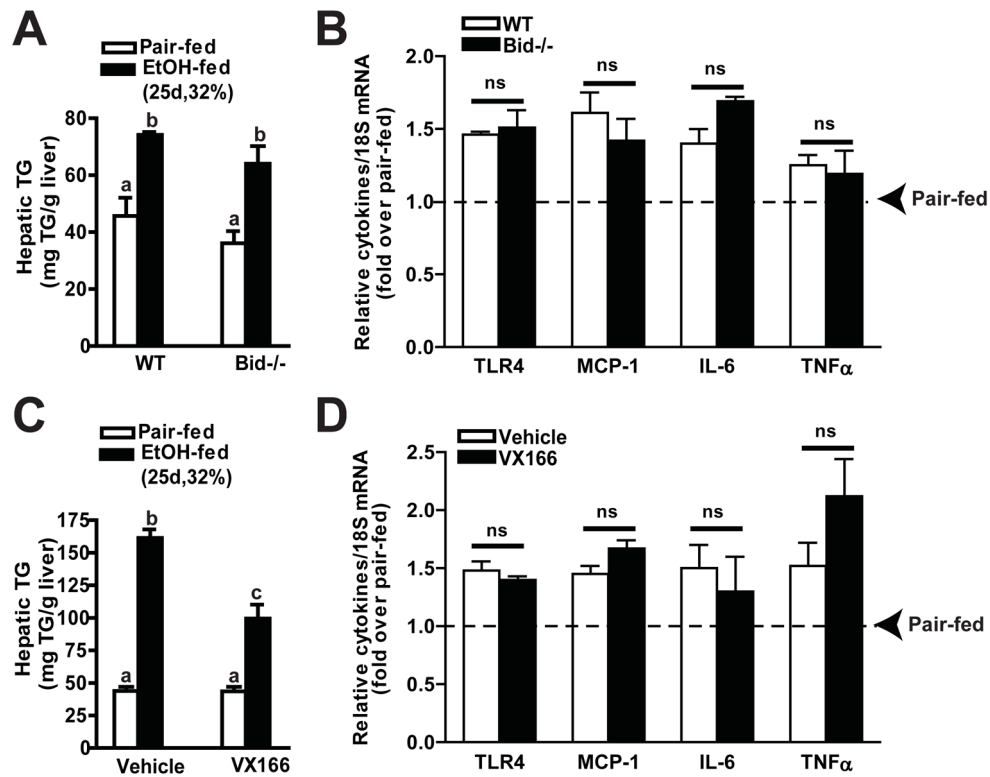 A
Pair-fed
EtOH-fed
(25d,32%)
Hepatic TG
(mg TG/g liver)
80
60
40
20
0
a
b
a
b
WT
Bid-/-
B
WT
Bid-/-
Relative cytokines/18S mRNA
(fold over pair-fed)
2.0
1.5
1.0
0.5
0.0
ns
ns
ns
ns
Pair-fed
TLR4
MCP-1
IL-6
TNFα
C
Pair-fed
EtOH-fed
(25d,32%)
Hepatic TG
(mg TG/g liver)
175
150
125
100
75
50
25
0
a
b
a
c
Vehicle
VX166
D
Vehicle
VX166
Relative cytokines/18S mRNA
(fold over pair-fed)
2.5
2.0
1.5
1.0
0.5
0.0
ns
ns
ns
ns
Pair-fed
TLR4
MCP-1
IL-6
TNFα